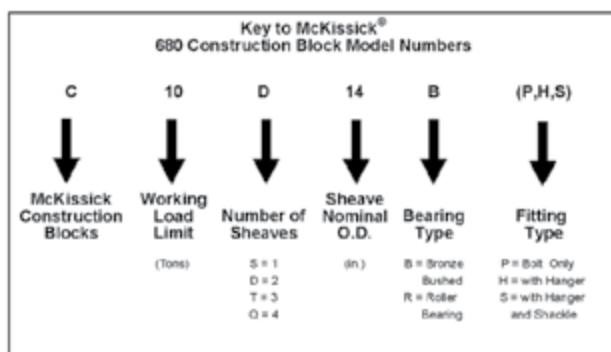 Key to McKissick®
680 Construction Block Model Numbers
C 10 D 14 B (P,H,S)
McKissick Construction Blocks
Working Load Limit
(Tons)
Number of Sheaves
S = 1
D = 2
T = 3
Q = 4
Sheave Nominal O.D.
(in.)
Bearing Type
B = Bronze
Bushed
R = Roller
Bearing
Fitting Type
P = Bolt Only
H = with Hanger
S = with Hanger
and Shackle